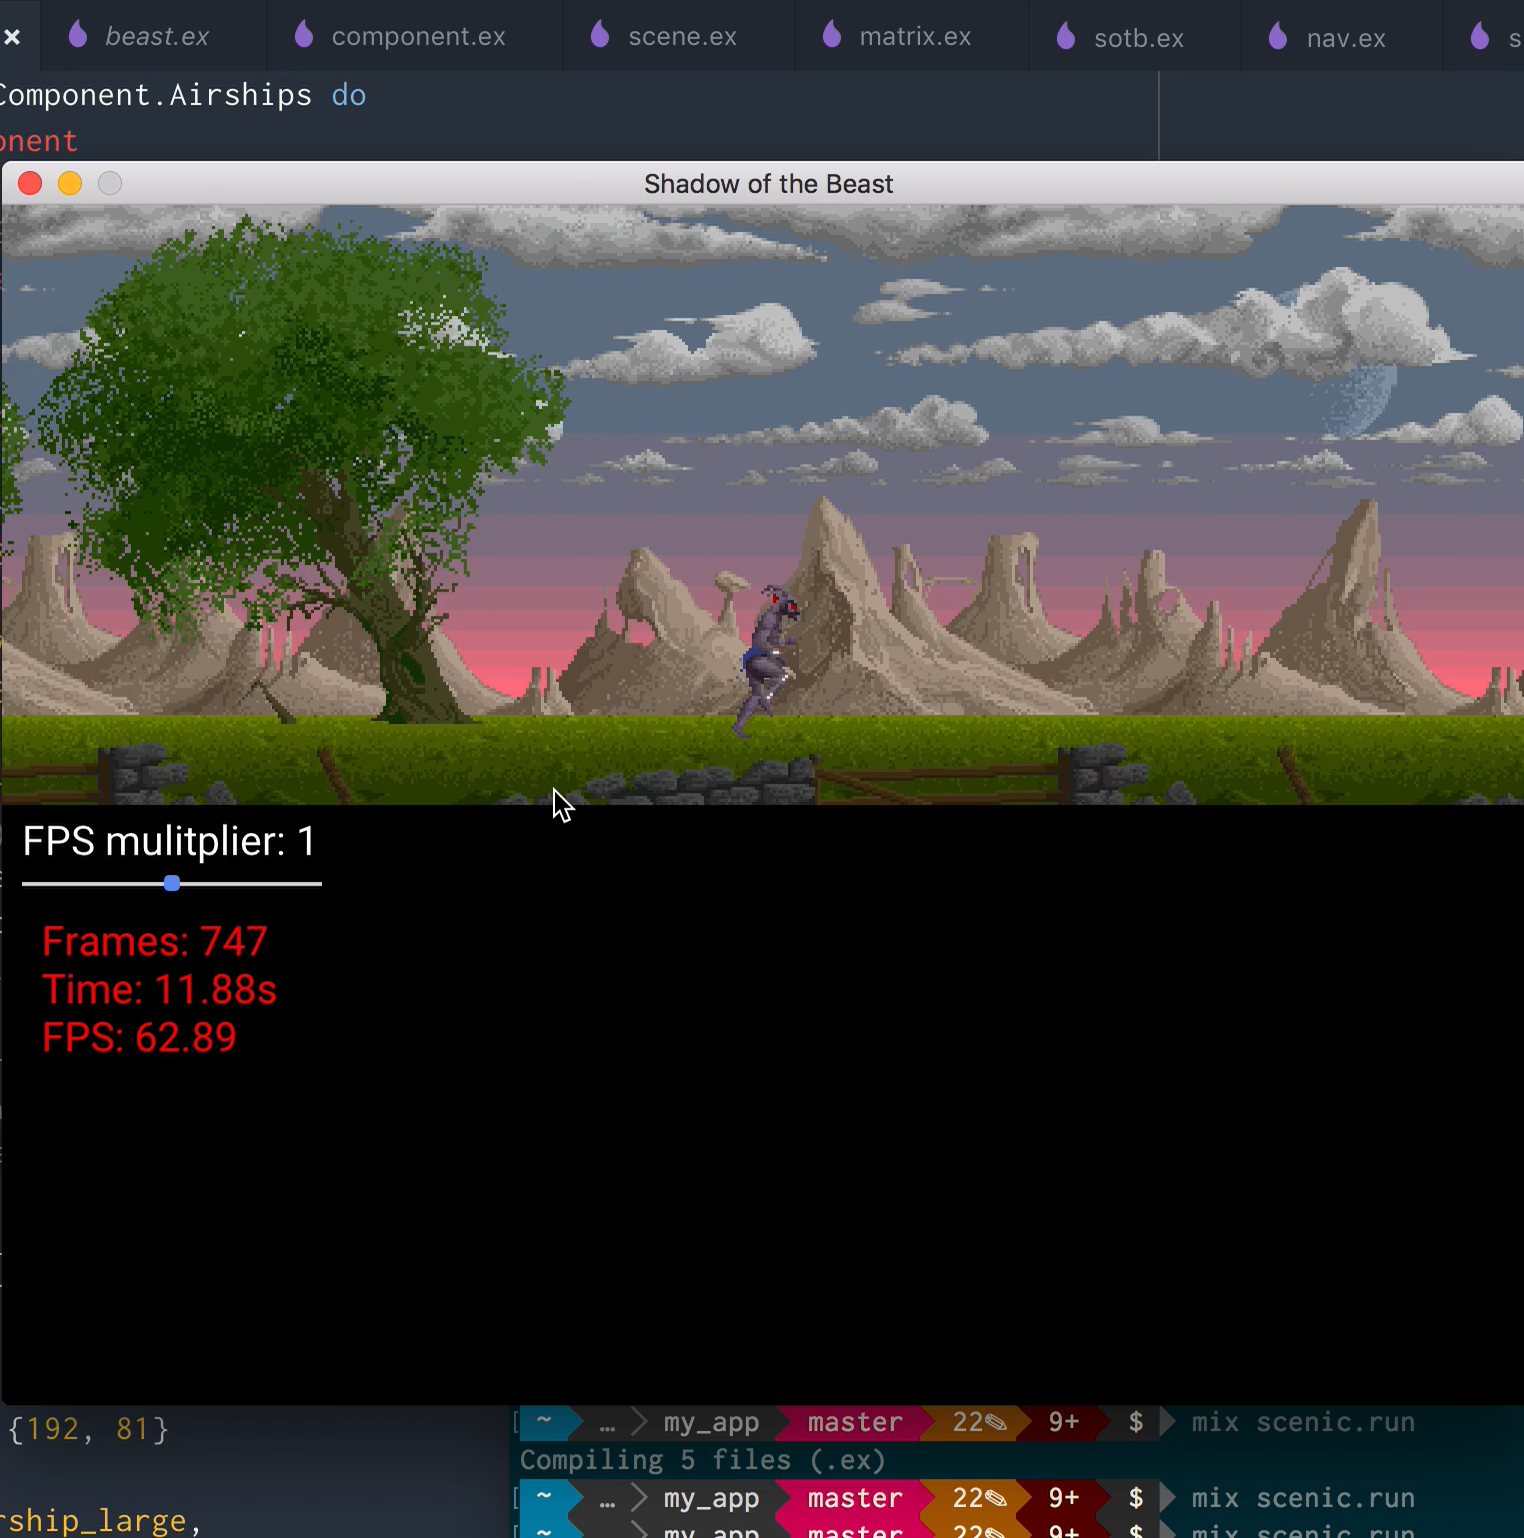 beast.ex component.ex scene.ex matrix.ex sotb.ex nav.ex s
Component.Airships do
onent
Shadow of the Beast
FPS mulitplier: 1
Frames: 747
Time: 11.88s
FPS: 62.89
{192, 81}
rship_large,
~ … my_app master 22✎ 9+ $ mix scenic.run
Compiling 5 files (.ex)
~ … my_app master 22✎ 9+ $ mix scenic.run
~ … my_app master 22✎ 9+ $ mix scenic.run